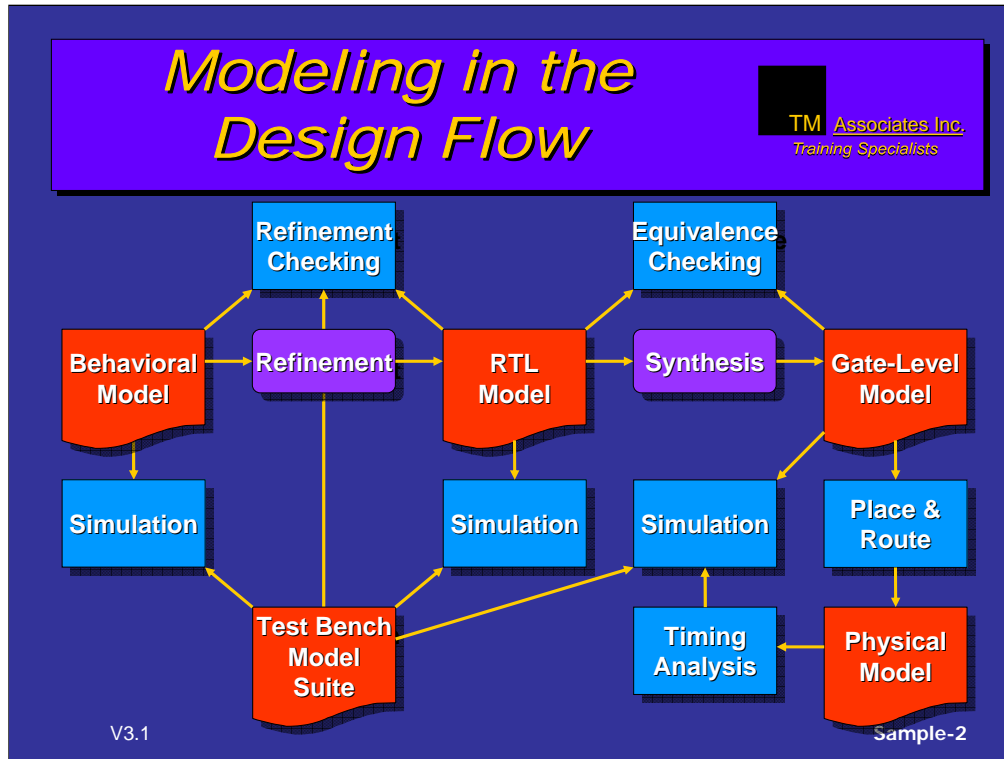 Modeling in the
Design Flow
TM Associates Inc.
Training Specialists
Refinement
Checking
Equivalence
Checking
Behavioral
Model
Refinement
RTL
Model
Synthesis
Gate-Level
Model
Simulation
Simulation
Simulation
Place &
Route
Test Bench
Model
Suite
Timing
Analysis
Physical
Model
V3.1
Sample-2